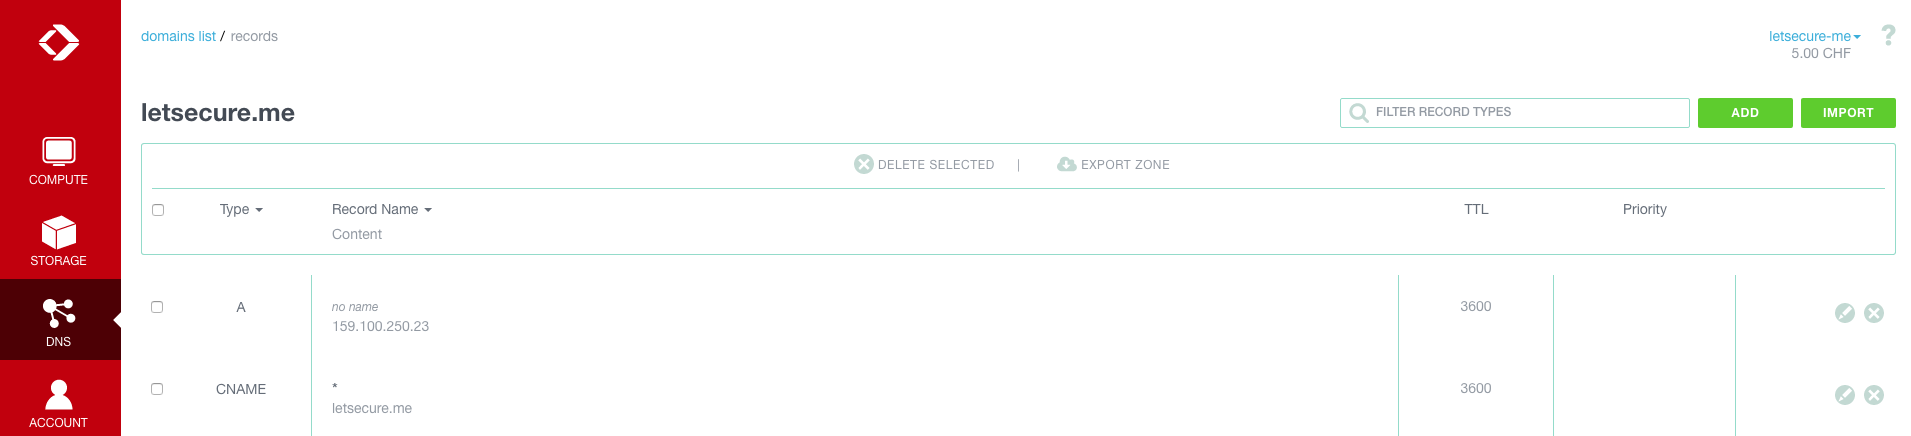 domains list / records
letsecure-me
5.00 CHF
?
letsecure.me
FILTER RECORD TYPES
ADD
IMPORT
COMPUTE
STORAGE
DNS
ACCOUNT
DELETE SELECTED | EXPORT ZONE
Type Record Name TTL Priority
Content
A no name 3600
159.100.250.23
CNAME * 3600
letsecure.me